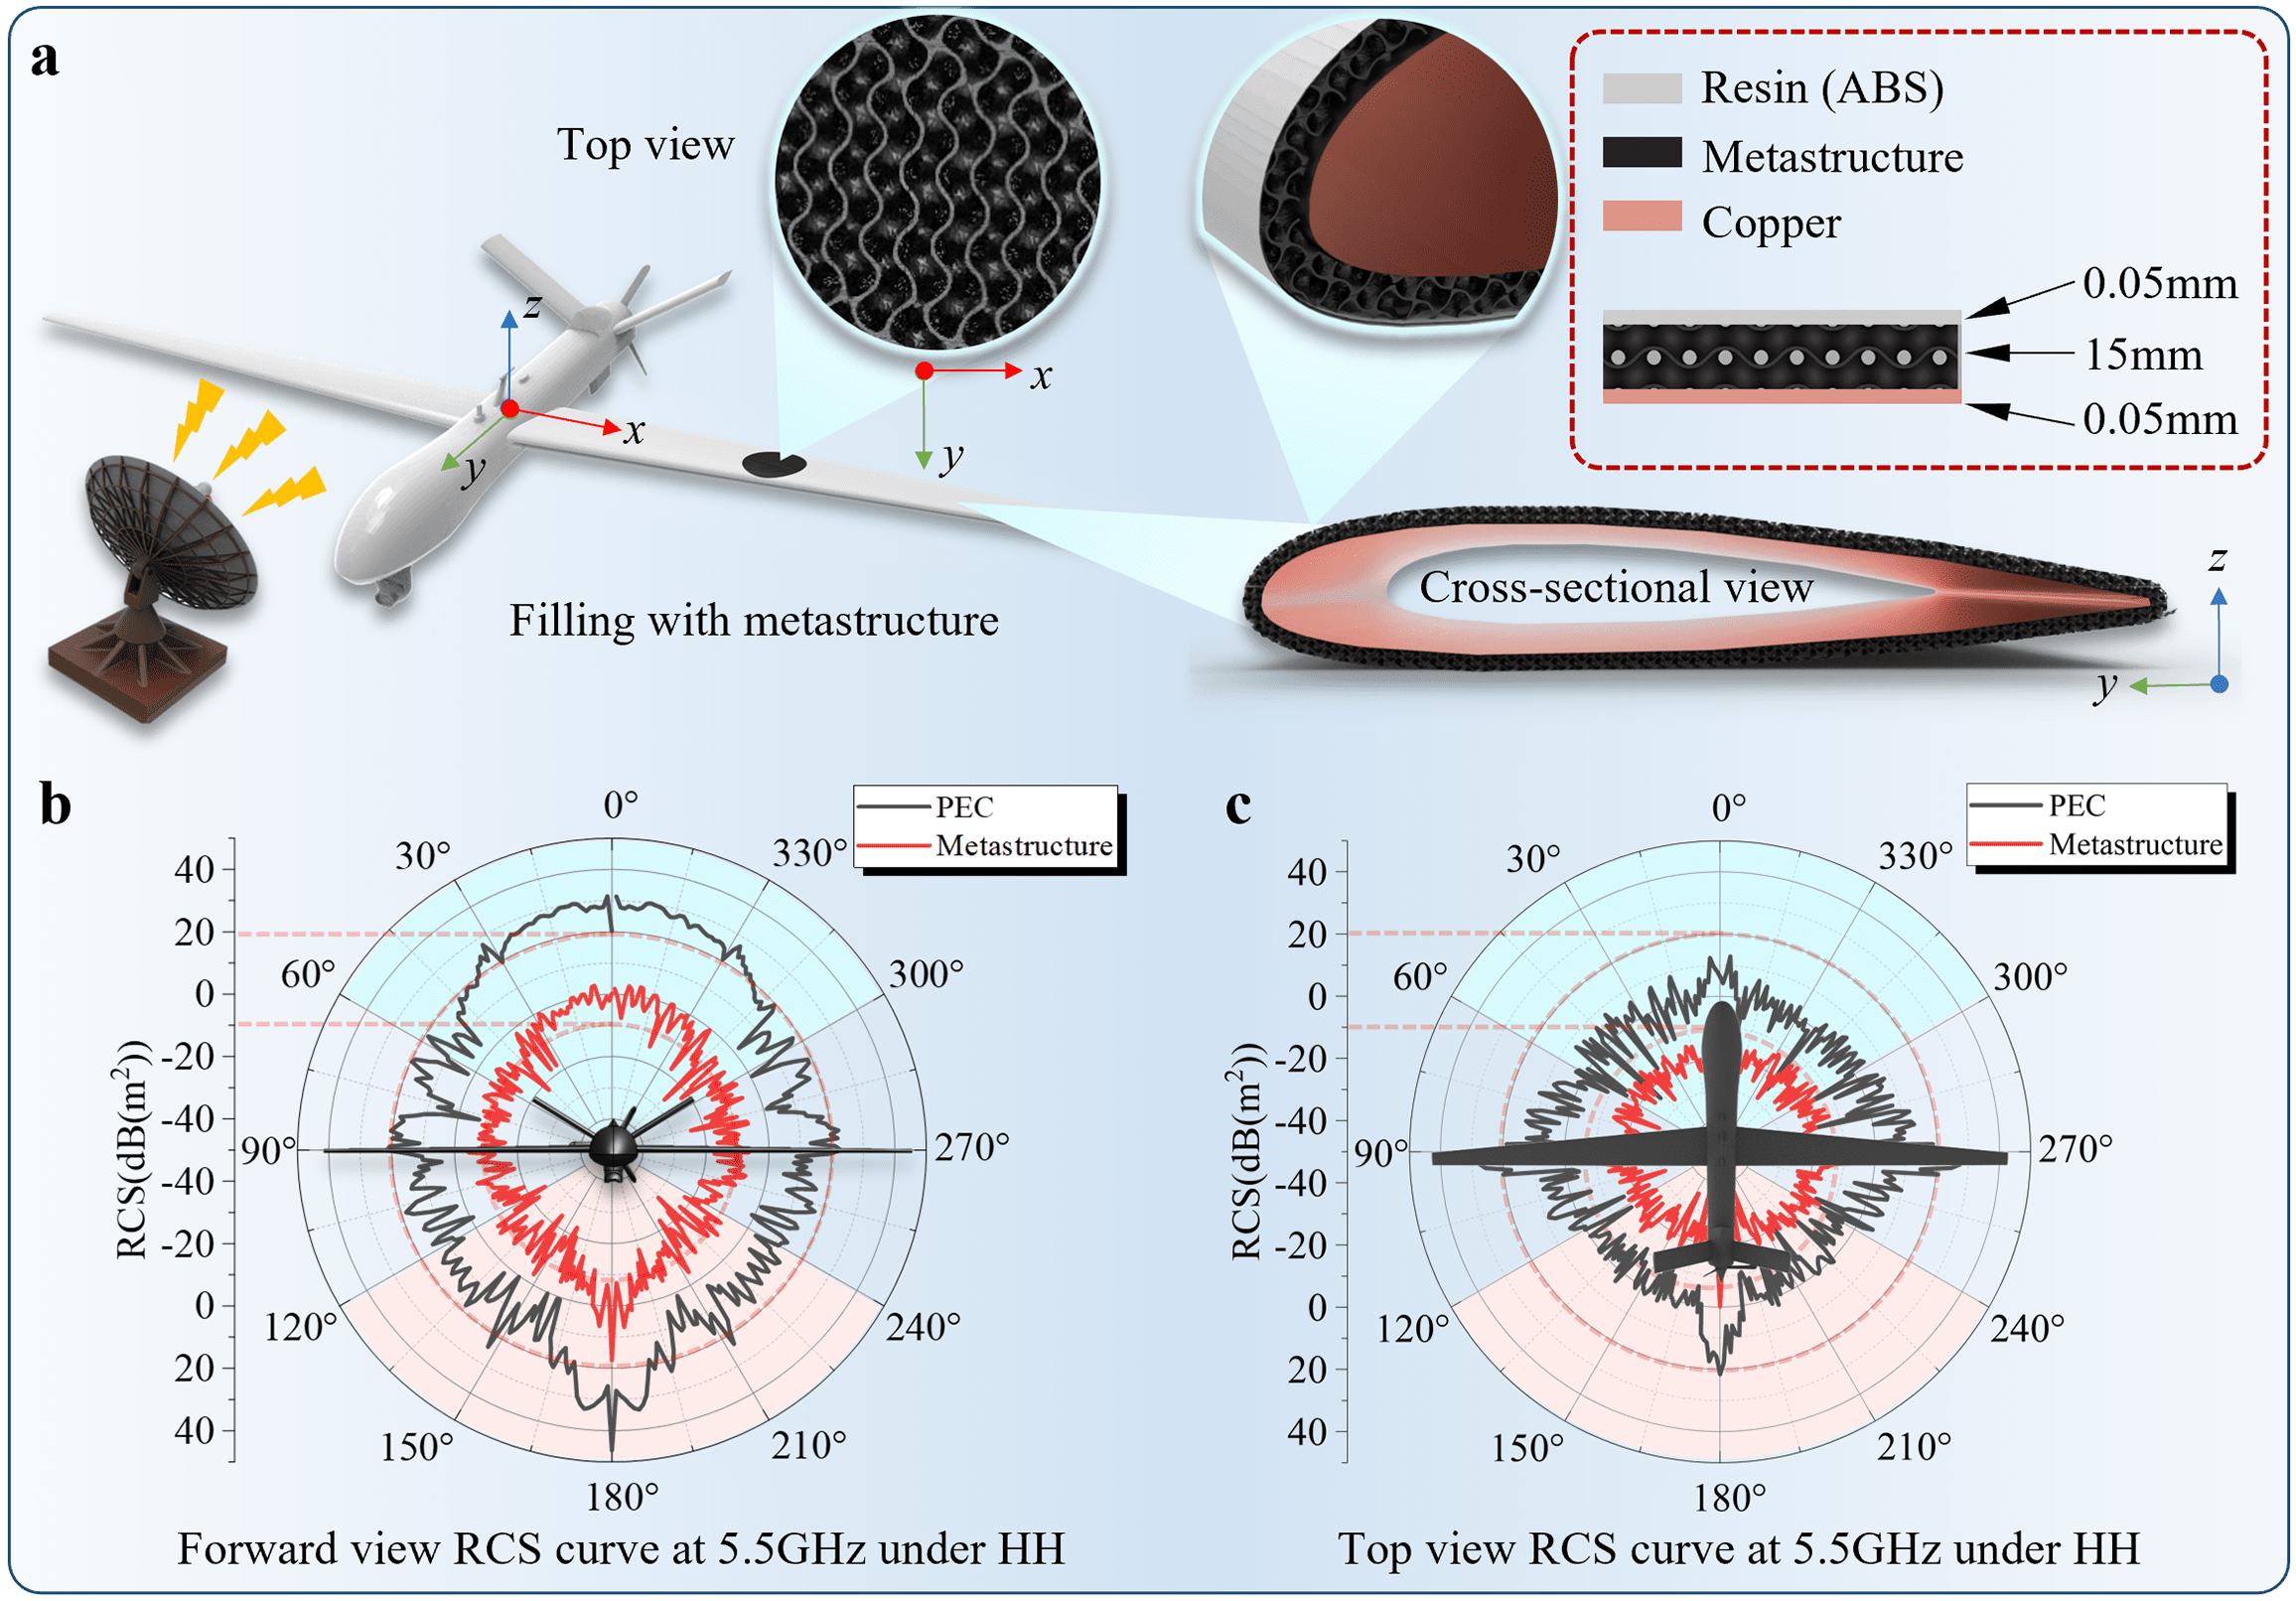 a
Top view
Resin (ABS)
Metastructure
Copper
0.05mm
15mm
0.05mm
z
x
y
x
y
Filling with metastructure
Cross-sectional view
z
y
b
PEC
Metastructure
0°
30°
330°
60°
300°
90°
270°
120°
240°
150°
210°
180°
40
20
0
-20
-40
-40
-20
0
20
40
RCS(dB(m²))
Forward view RCS curve at 5.5GHz under HH
c
PEC
Metastructure
0°
30°
330°
60°
300°
90°
270°
120°
240°
150°
210°
180°
40
20
0
-20
-40
-40
-20
0
20
40
RCS(dB(m²))
Top view RCS curve at 5.5GHz under HH